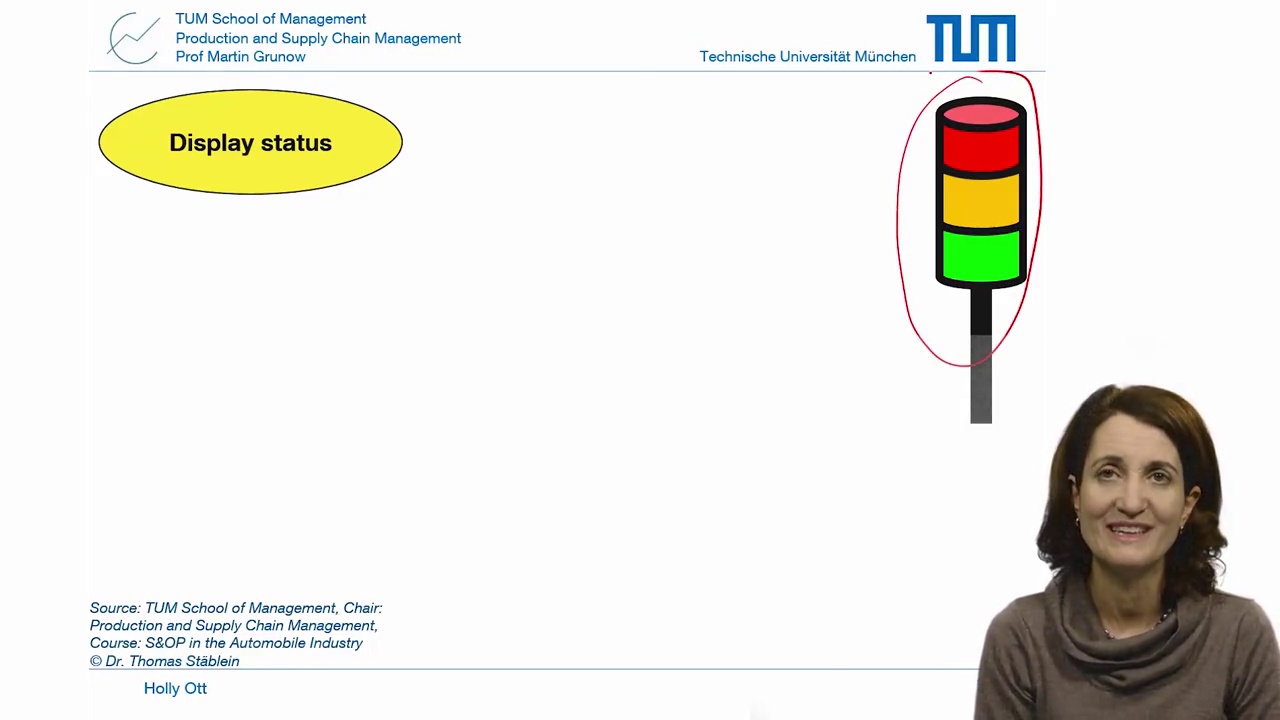 TUM School of Management
Production and Supply Chain Management
Prof Martin Grunow
Technische Universität München
TUM
Display status
Source: TUM School of Management, Chair:
Production and Supply Chain Management,
Course: S&OP in the Automobile Industry
© Dr. Thomas Stäblein
Holly Ott